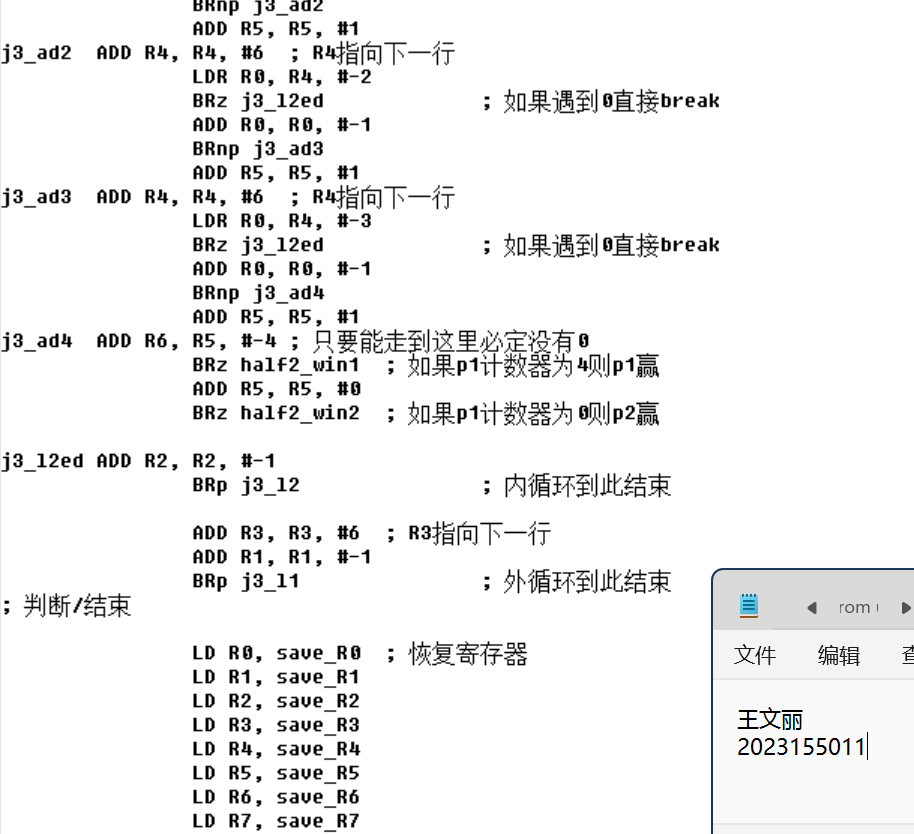 BRnp j3_ad2
ADD R5, R5, #1
j3_ad2 ADD R4, R4, #6 ; R4指向下一行
LDR R0, R4, #-2
BRz j3_l2ed ; 如果遇到0直接break
ADD R0, R0, #-1
BRnp j3_ad3
ADD R5, R5, #1
j3_ad3 ADD R4, R4, #6 ; R4指向下一行
LDR R0, R4, #-3
BRz j3_l2ed ; 如果遇到0直接break
ADD R0, R0, #-1
BRnp j3_ad4
ADD R5, R5, #1
j3_ad4 ADD R6, R5, #-4 ; 只要能走到这里必定没有0
BRz half2_win1 ; 如果p1计数器为4则p1赢
ADD R5, R5, #0
BRz half2_win2 ; 如果p1计数器为0则p2赢
j3_l2ed ADD R2, R2, #-1
BRp j3_l2 ; 内循环到此结束
ADD R3, R3, #6 ; R3指向下一行
ADD R1, R1, #-1
BRp j3_l1 ; 外循环到此结束
; 判断/结束
LD R0, save_R0 ; 恢复寄存器
LD R1, save_R1
LD R2, save_R2
LD R3, save_R3
LD R4, save_R4
LD R5, save_R5
LD R6, save_R6
LD R7, save_R7
rom
文件 编辑
王文丽
2023155011